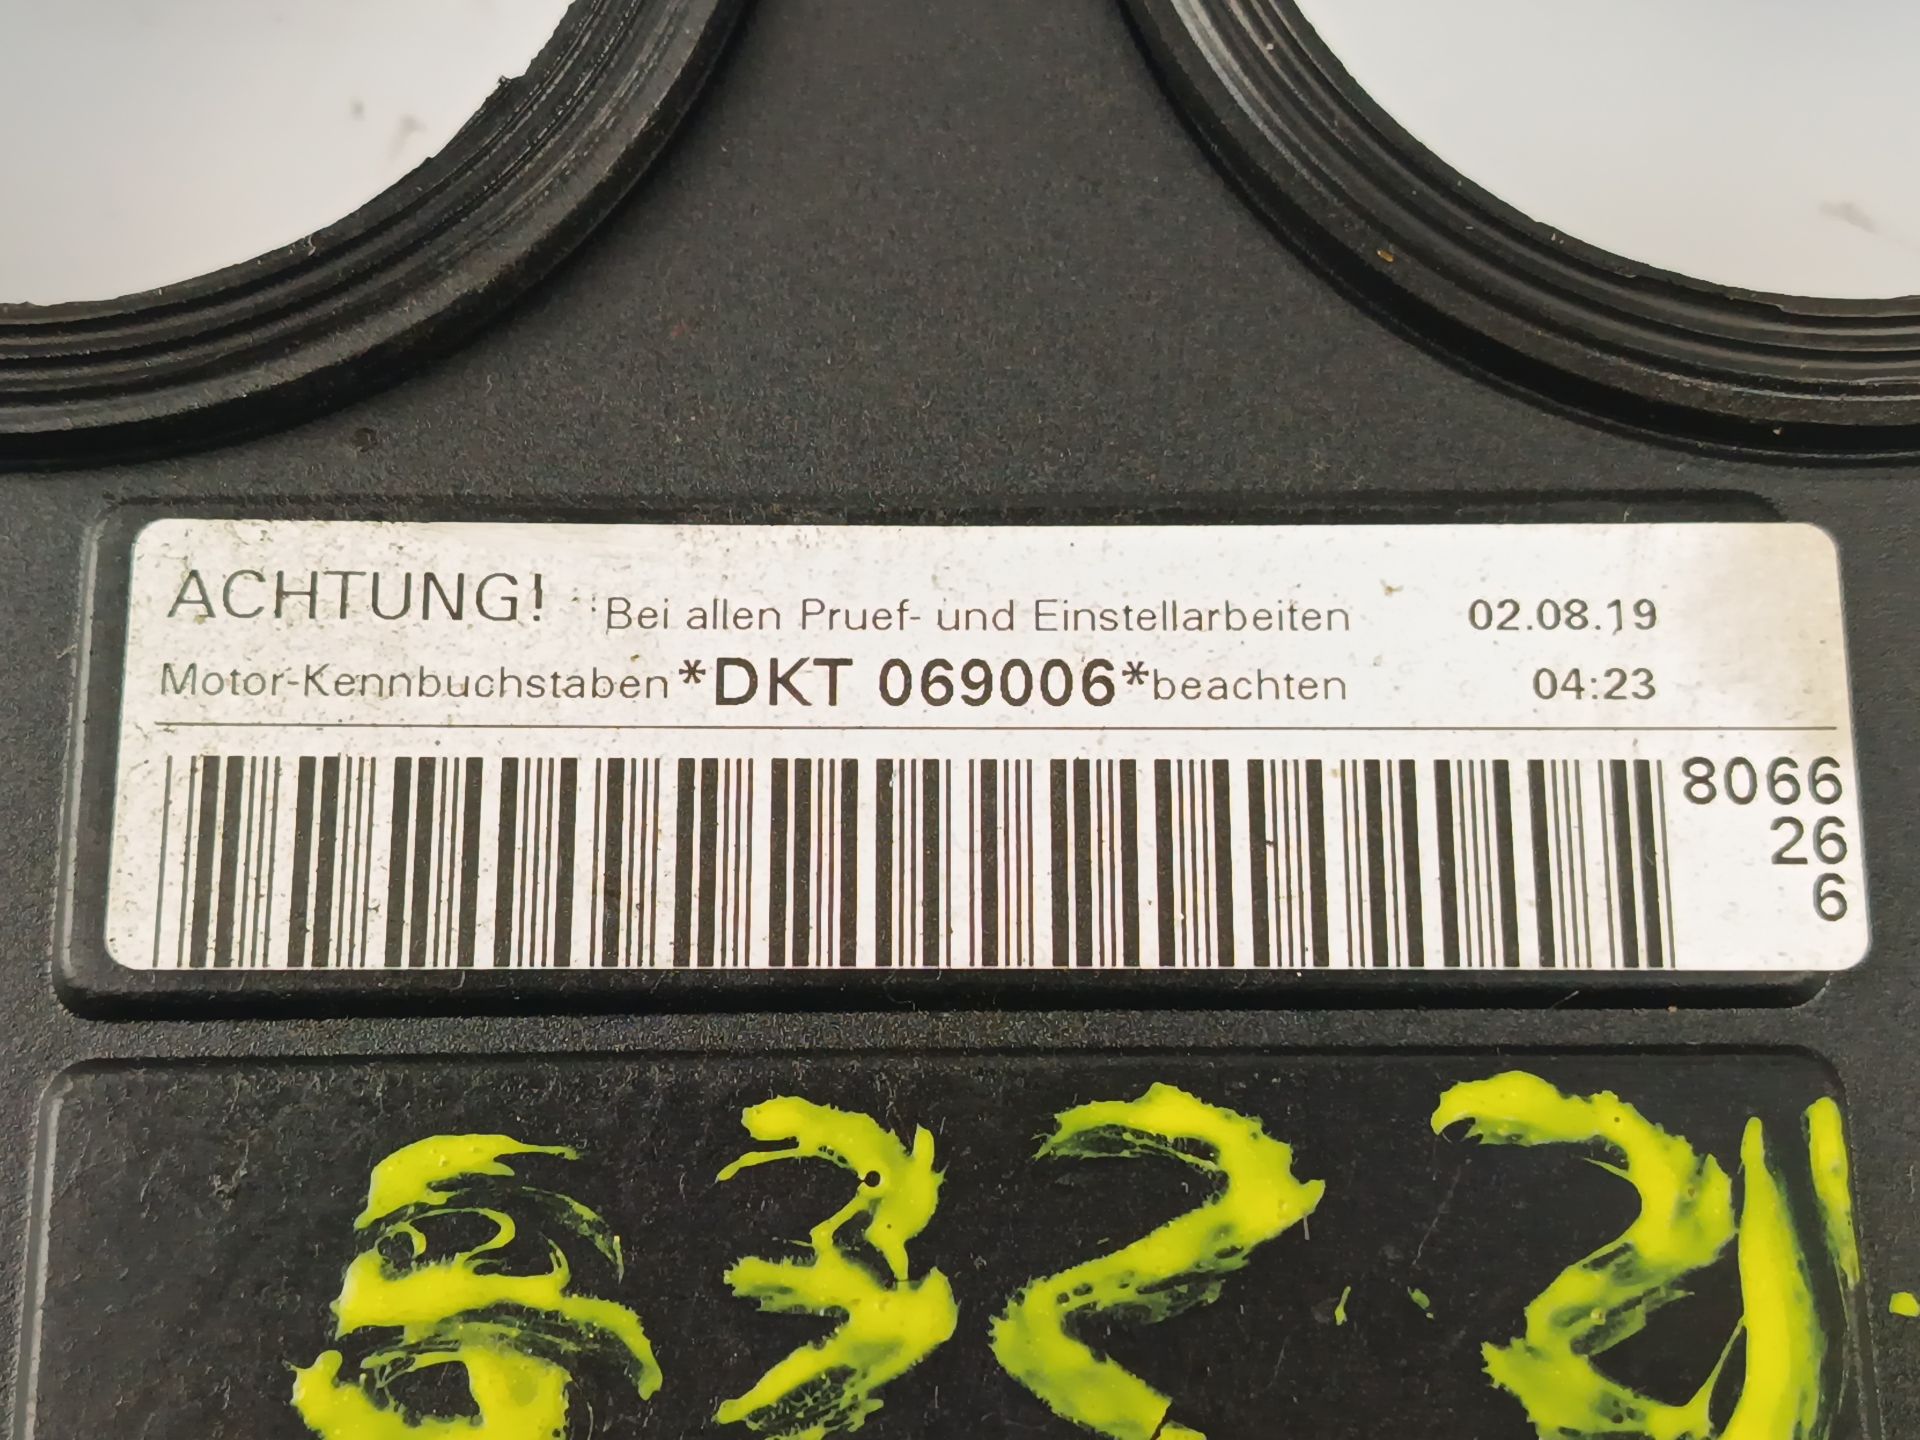 ACHTUNG! Bei allen Pruef- und Einstellarbeiten 02.08.19
Motor-Kennbuchstaben *DKT 069006* beachten 04:23
8066
26
6